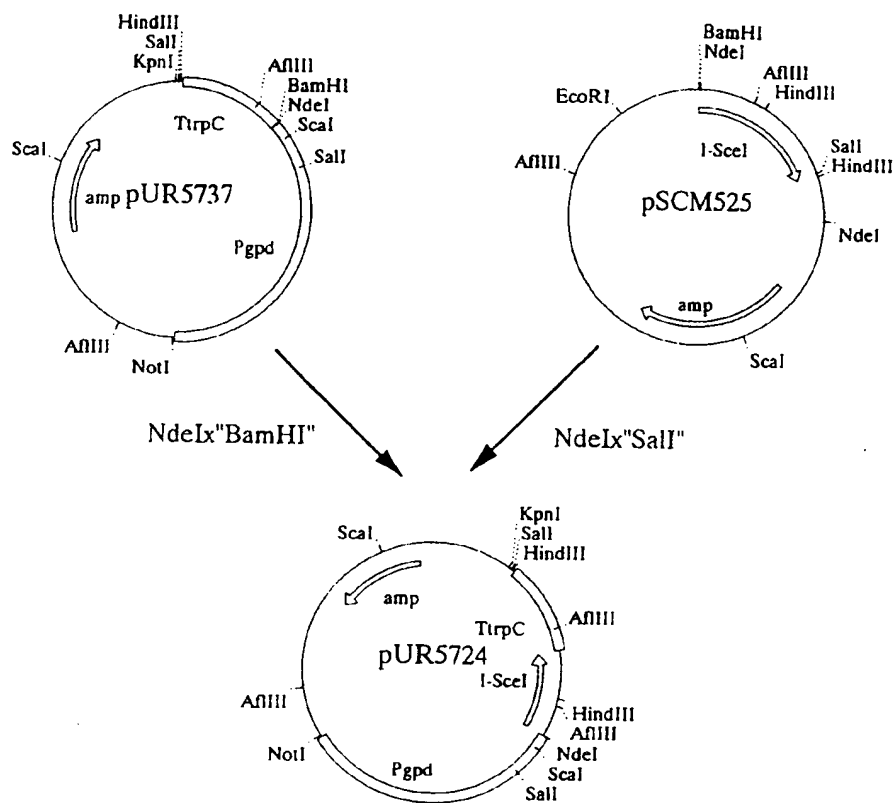 HindIII
SalI
KpnI
AflIII
BamHI
NdeI
ScaI
SalI
TtrpC
ScaI
amp
pUR5737
Pgpd
AflIII
NotI
BamHI
NdeI
AflIII
HindIII
EcoRI
I-SceI
SalI
HindIII
AflIII
pSCM525
NdeI
amp
ScaI
NdeIx"BamHI"
NdeIx"SalI"
KpnI
SalI
HindIII
ScaI
amp
TtrpC
AflIII
pUR5724
I-SceI
AflIII
HindIII
AflIII
NdeI
ScaI
SalI
NotI
Pgpd